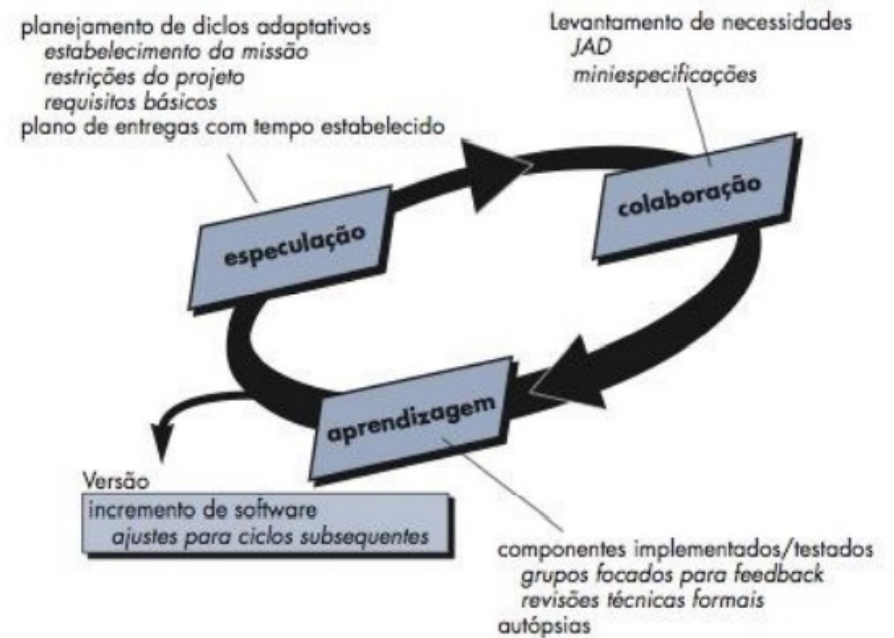 planejamento de diclos adaptativos
estabelecimento da missão
restrições do projeto
requisitos básicos
plano de entregas com tempo estabelecido
Levantamento de necessidades
JAD
miniespecificações
especulação
colaboração
aprendizagem
Versão
incremento de software
ajustes para ciclos subsequentes
componentes implementados/testados
grupos focados para feedback
revisões técnicas formais
autópsias